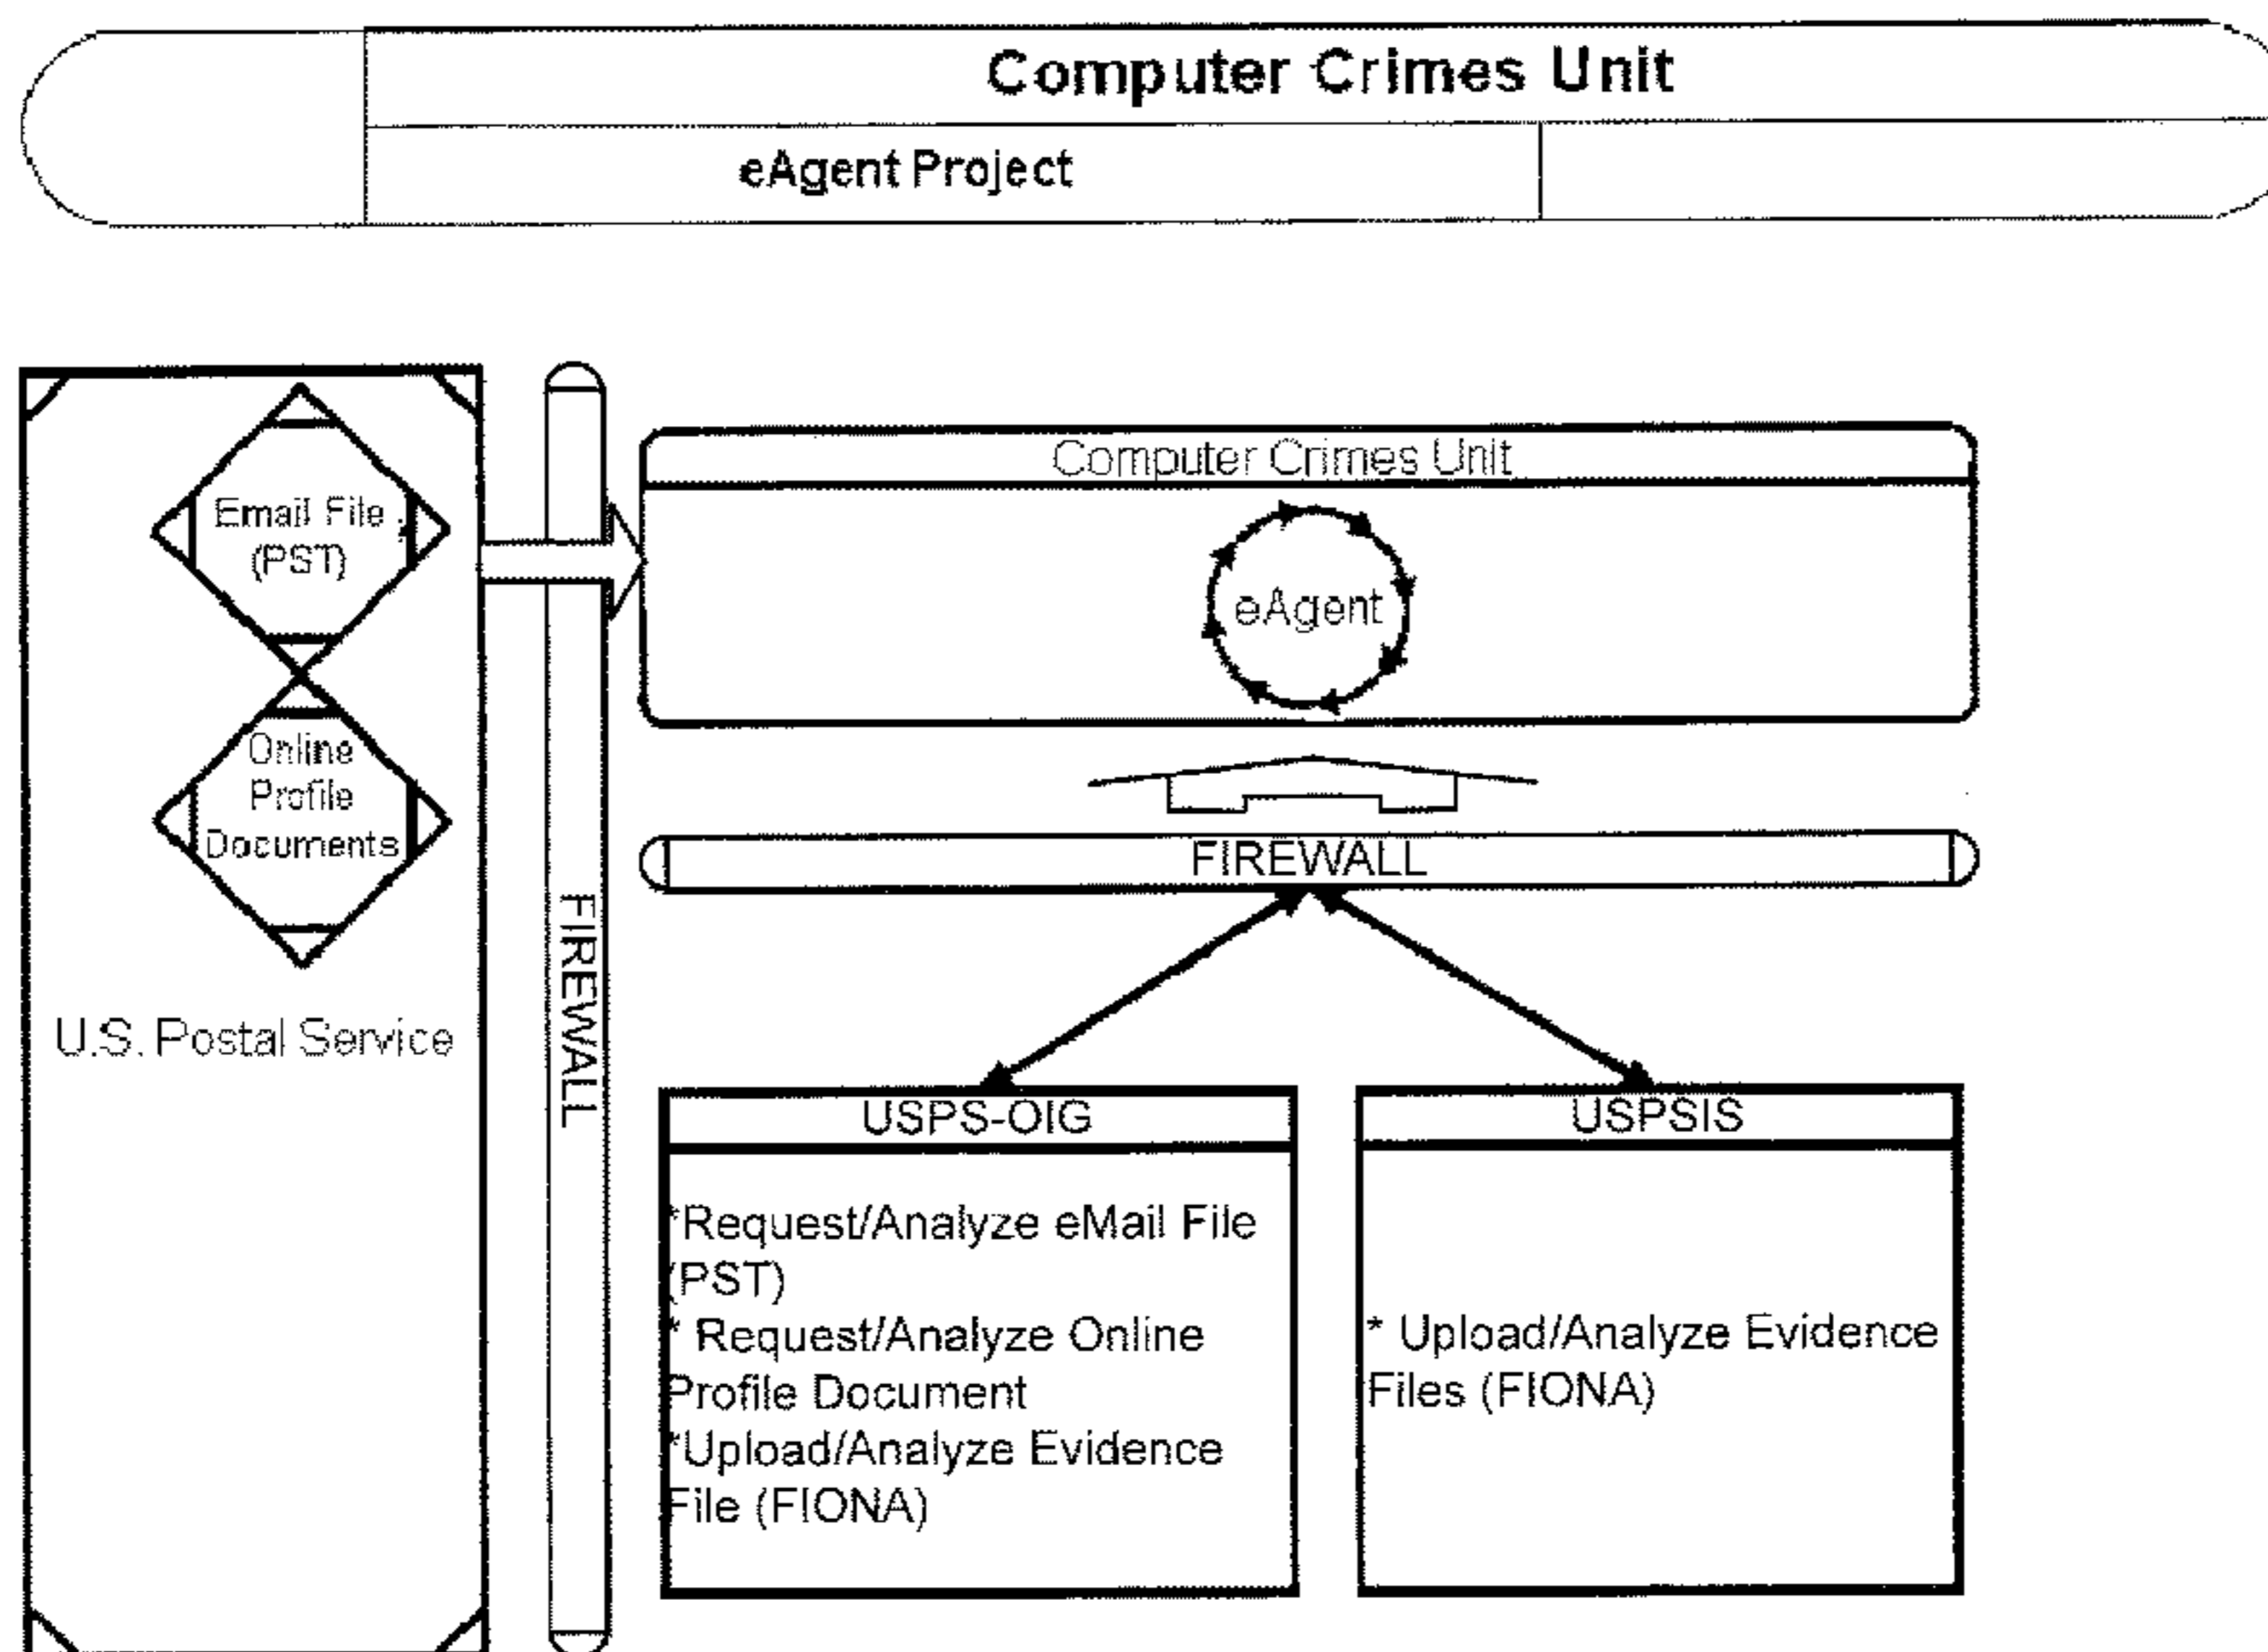 Computer Crimes Unit
eAgent Project
Email File
(PST)
Online
Profile
Documents
U.S. Postal Service
FIREWALL
Computer Crimes Unit
eAgent
FIREWALL
USPS-OIG
*Request/Analyze eMail File
(PST)
* Request/Analyze Online
Profile Document
*Upload/Analyze Evidence
File (FIONA)
USPSIS
* Upload/Analyze Evidence
Files (FIONA)